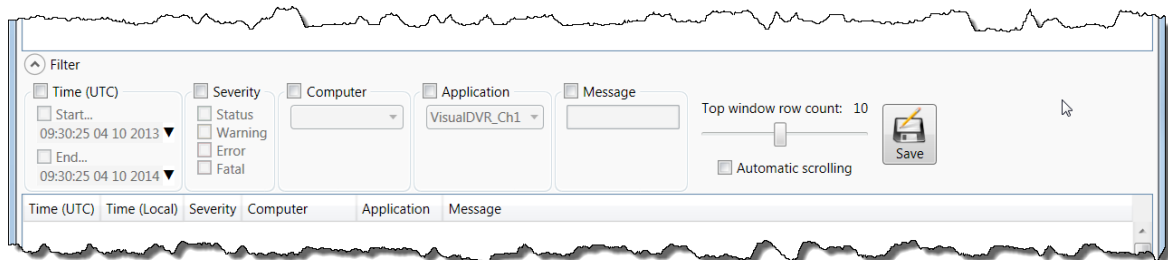 Filter
Time (UTC)
Start...
09:30:25 04 10 2013
End...
09:30:25 04 10 2014
Severity
Status
Warning
Error
Fatal
Computer
Application
VisualDVR_Ch1
Message
Top window row count: 10
Automatic scrolling
Save
Time (UTC) Time (Local) Severity Computer Application Message